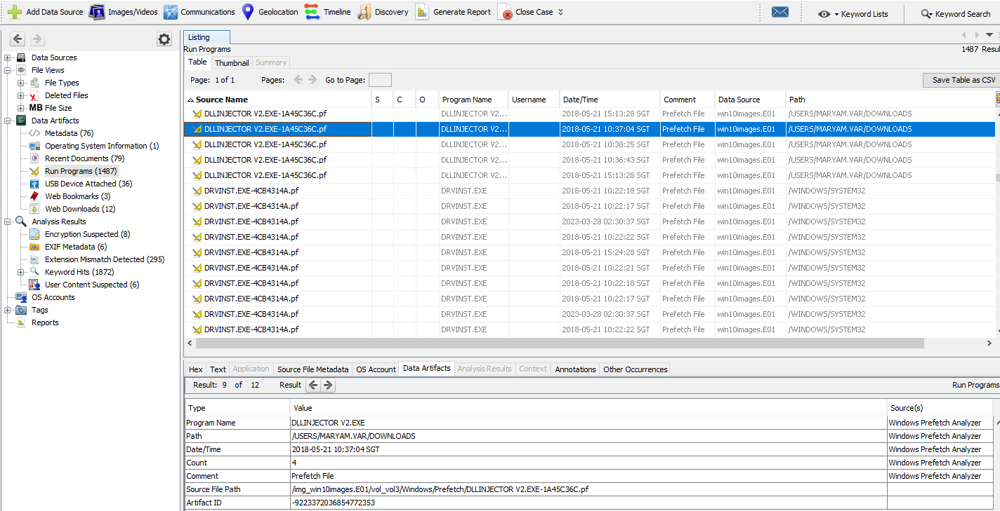 Add Data Source Images/Videos Communications Geolocation Timeline Discovery Generate Report Close Case Keyword Lists Keyword Search
Listing
Run Programs 1487 Resul
Table Thumbnail Summary
Page: 1 of 1 Pages: Go to Page: Save Table as CSV
Source Name S C O Program Name Username Date/Time Comment Data Source Path
DLLINJECTOR V2.EXE-1A45C36C.pf DLLINJECTOR V2... 2018-05-21 15:13:28 SGT Prefetch File win10images.E01 /USERS/MARYAM.VAR/DOWNLOADS
DLLINJECTOR V2.EXE-1A45C36C.pf DLLINJECTOR V2... 2018-05-21 10:37:04 SGT Prefetch File win10images.E01 /USERS/MARYAM.VAR/DOWNLOADS
DLLINJECTOR V2.EXE-1A45C36C.pf DLLINJECTOR V2... 2018-05-21 10:38:25 SGT Prefetch File win10images.E01 /USERS/MARYAM.VAR/DOWNLOADS
DLLINJECTOR V2.EXE-1A45C36C.pf DLLINJECTOR V2... 2018-05-21 10:36:43 SGT Prefetch File win10images.E01 /USERS/MARYAM.VAR/DOWNLOADS
DLLINJECTOR V2.EXE-1A45C36C.pf DLLINJECTOR V2... 2018-05-21 15:13:28 SGT Prefetch File win10images.E01 /USERS/MARYAM.VAR/DOWNLOADS
DRVINST.EXE-4CB4314A.pf DRVINST.EXE 2018-05-21 10:22:18 SGT Prefetch File win10images.E01 /WINDOWS/SYSTEM32
DRVINST.EXE-4CB4314A.pf DRVINST.EXE 2018-05-21 10:22:17 SGT Prefetch File win10images.E01 /WINDOWS/SYSTEM32
DRVINST.EXE-4CB4314A.pf DRVINST.EXE 2023-03-28 02:30:37 SGT Prefetch File win10images.E01 /WINDOWS/SYSTEM32
DRVINST.EXE-4CB4314A.pf DRVINST.EXE 2018-05-21 10:22:22 SGT Prefetch File win10images.E01 /WINDOWS/SYSTEM32
DRVINST.EXE-4CB4314A.pf DRVINST.EXE 2018-05-21 15:24:28 SGT Prefetch File win10images.E01 /WINDOWS/SYSTEM32
DRVINST.EXE-4CB4314A.pf DRVINST.EXE 2018-05-21 10:22:21 SGT Prefetch File win10images.E01 /WINDOWS/SYSTEM32
DRVINST.EXE-4CB4314A.pf DRVINST.EXE 2018-05-21 10:22:18 SGT Prefetch File win10images.E01 /WINDOWS/SYSTEM32
DRVINST.EXE-4CB4314A.pf DRVINST.EXE 2018-05-21 10:22:17 SGT Prefetch File win10images.E01 /WINDOWS/SYSTEM32
DRVINST.EXE-4CB4314A.pf DRVINST.EXE 2023-03-28 02:30:37 SGT Prefetch File win10images.E01 /WINDOWS/SYSTEM32
DRVINST.EXE-4CB4314A.pf DRVINST.EXE 2018-05-21 10:22:22 SGT Prefetch File win10images.E01 /WINDOWS/SYSTEM32
Data Sources
File Views
File Types
Deleted Files
MB File Size
Data Artifacts
Metadata (76)
Operating System Information (1)
Recent Documents (79)
Run Programs (1487)
USB Device Attached (36)
Web Bookmarks (3)
Web Downloads (12)
Analysis Results
Encryption Suspected (8)
EXIF Metadata (6)
Extension Mismatch Detected (295)
Keyword Hits (1872)
User Content Suspected (6)
OS Accounts
Tags
Reports
Hex Text Application Source File Metadata OS Account Data Artifacts Analysis Results Context Annotations Other Occurrences
Result: 9 of 12 Result Run Programs
Type Value Source(s)
Program Name DLLINJECTOR V2.EXE Windows Prefetch Analyzer
Path /USERS/MARYAM.VAR/DOWNLOADS Windows Prefetch Analyzer
Date/Time 2018-05-21 10:37:04 SGT Windows Prefetch Analyzer
Count 4 Windows Prefetch Analyzer
Comment Prefetch File Windows Prefetch Analyzer
Source File Path /img_win10images.E01/vol_vol3/Windows/Prefetch/DLLINJECTOR V2.EXE-1A45C36C.pf
Artifact ID -9223372036854772353